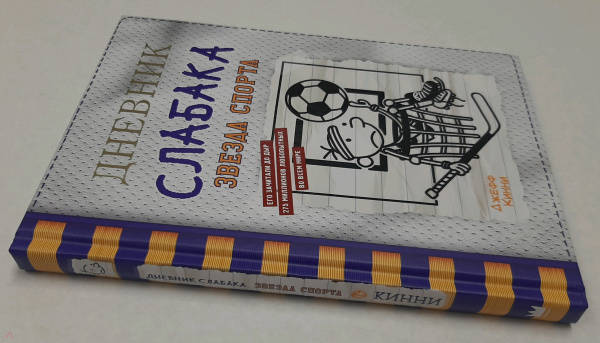 ДНЕВНИК
СЛАБАКА
ЗВЕЗДА СПОРТА
ЕГО ЗАЧИТАЛИ ДО ДЫР
275 МИЛЛИОНОВ ЛЮБОПЫТНЫХ
ВО ВСЕМ МИРЕ
ДЖЕФФ
КИННИ
ДНЕВНИК СЛАБАКА ЗВЕЗДА СПОРТА КИННИ